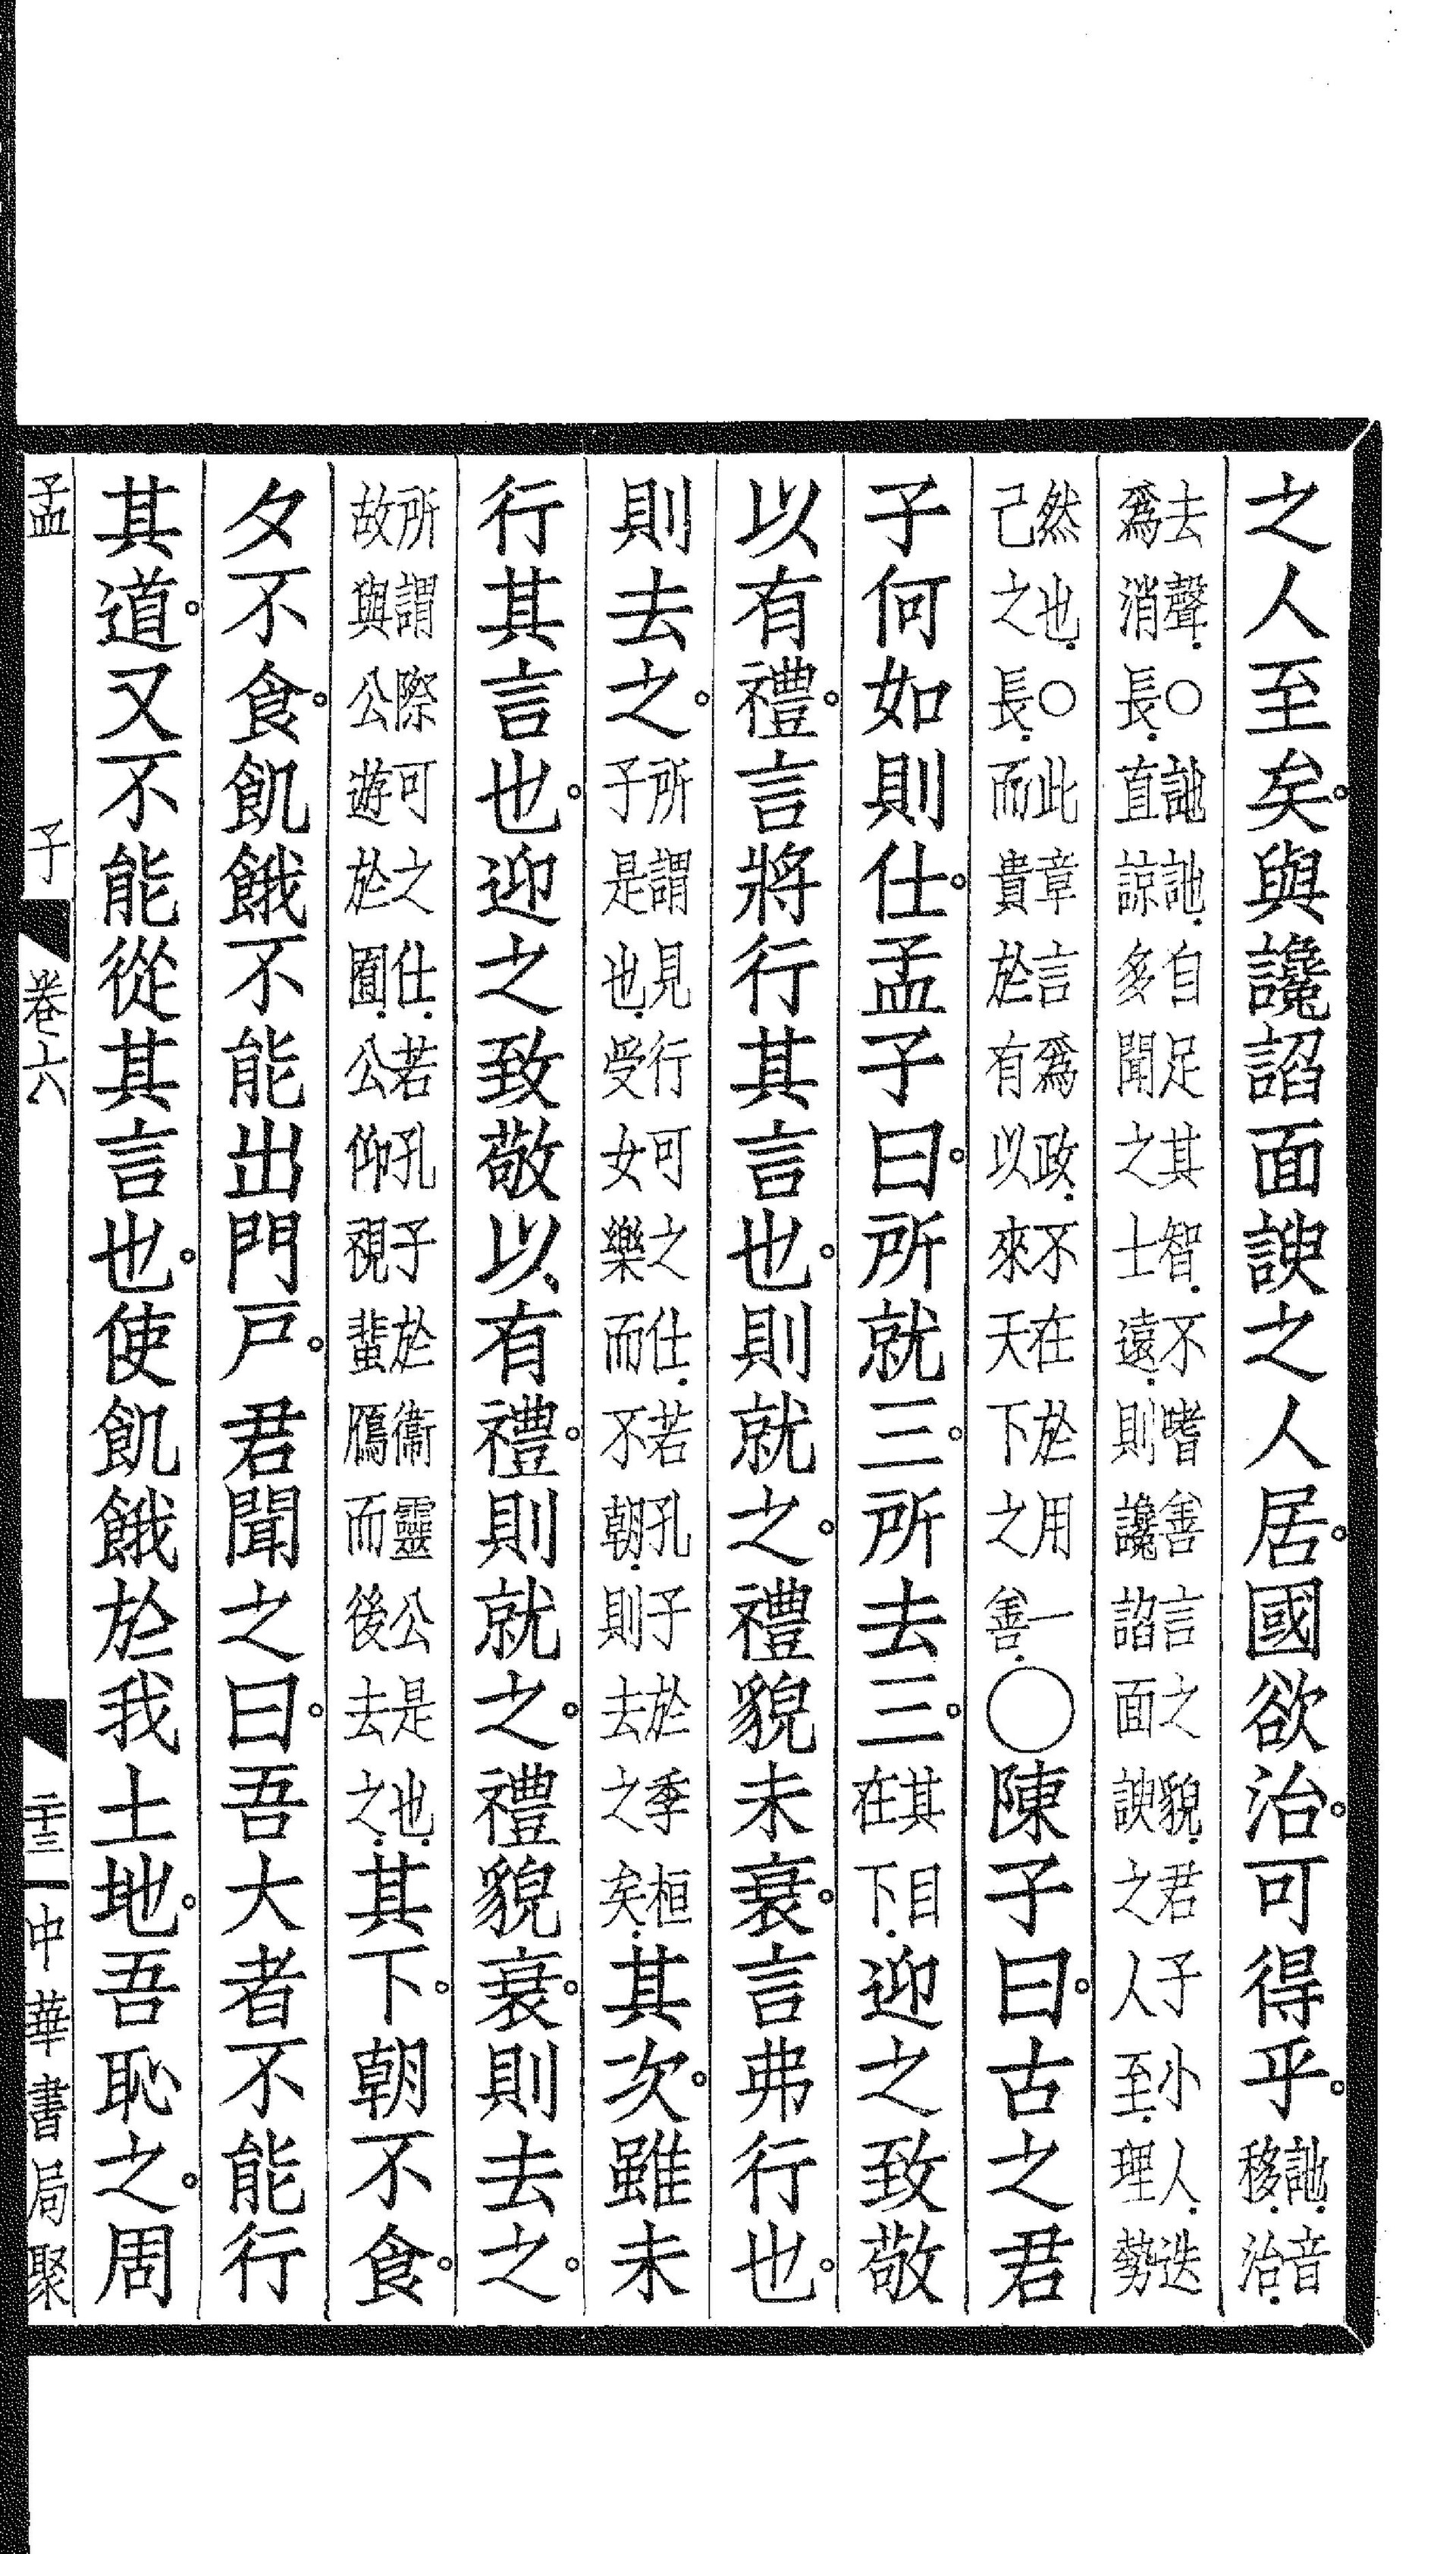 之人至矣。與讒諂面諛之人居。國欲治。可得乎。訑.音移.治.
去聲.○訑訑.自足其智.不嗜善言之貌.君子小人.迭爲消長.直諒多聞之士遠.則讒諂面諛之人至.理勢
然也.○此章言爲政.不在於用一己之長.而貴於有以來天下之善.○陳子曰。古之君
子何如則仕。孟子曰。所就三。所去三。其目在下.迎之致敬
以有禮。言將行其言也。則就之。禮貌未衰。言弗行也。
則去之。所謂見行可之仕.若孔子於季桓子是也.受女樂而不朝.則去之矣.其次。雖未
行其言也。迎之致敬以有禮。則就之。禮貌衰。則去之。
所謂際可之仕.若孔子於衞靈公是也.故與公遊於囿.公仰視蜚鴈而後去之.其下。朝不食。
夕不食。飢餓不能出門戶。君聞之曰。吾大者不能行
其道。又不能從其言也。使飢餓於我土地。吾恥之。周
孟子 卷六 二十三 中華書局聚